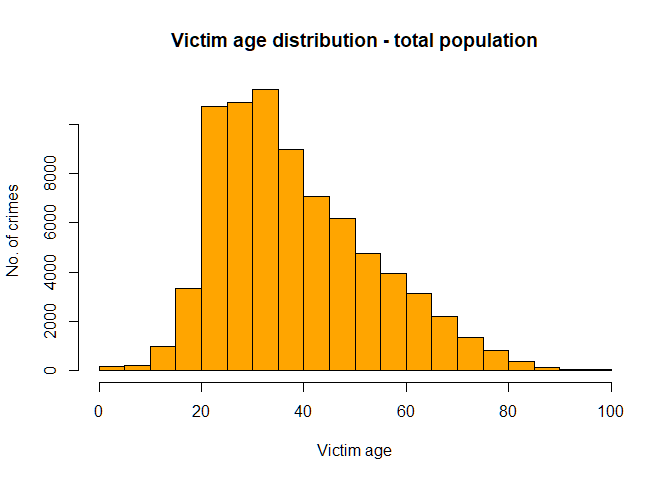 Victim age distribution - total population
No. of crimes
8000
6000
4000
2000
0
0 20 40 60 80 100
Victim age